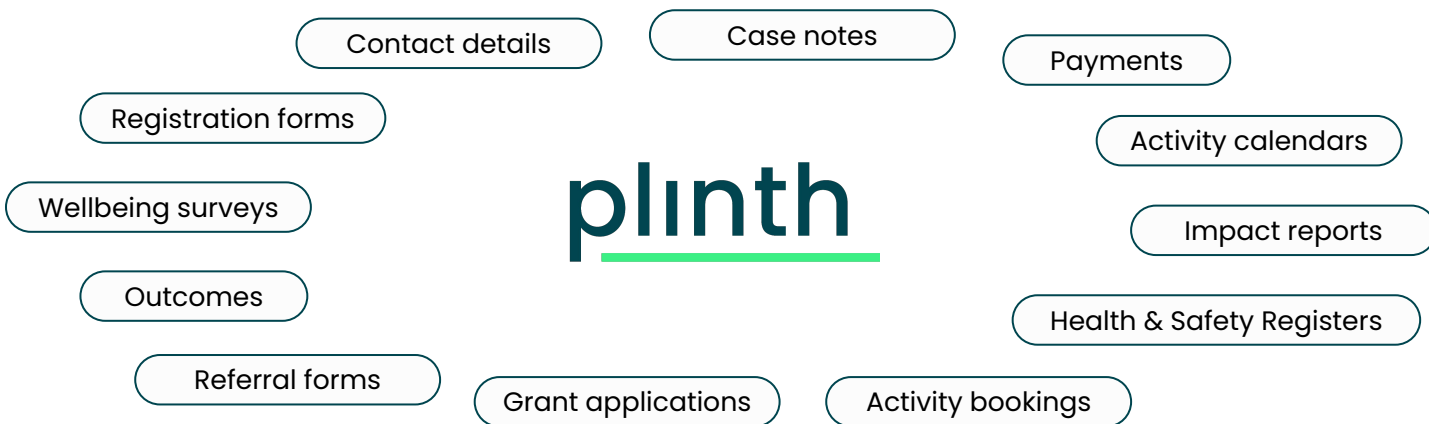 Contact details
Case notes
Payments
Registration forms
Activity calendars
Wellbeing surveys
plınth
Impact reports
Outcomes
Health & Safety Registers
Referral forms
Grant applications
Activity bookings